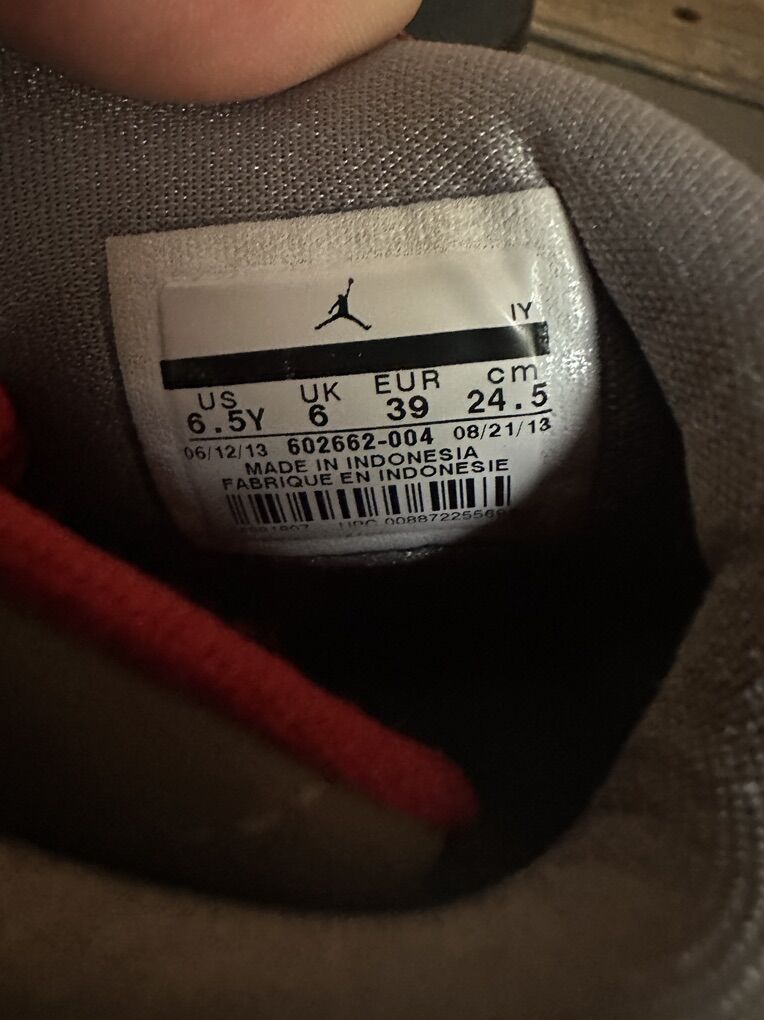 IY
US UK EUR cm
6.5Y 6 39 24.5
06/12/13 602662-004 08/21/13
MADE IN INDONESIA
FABRIQUE EN INDONESIE
UPC